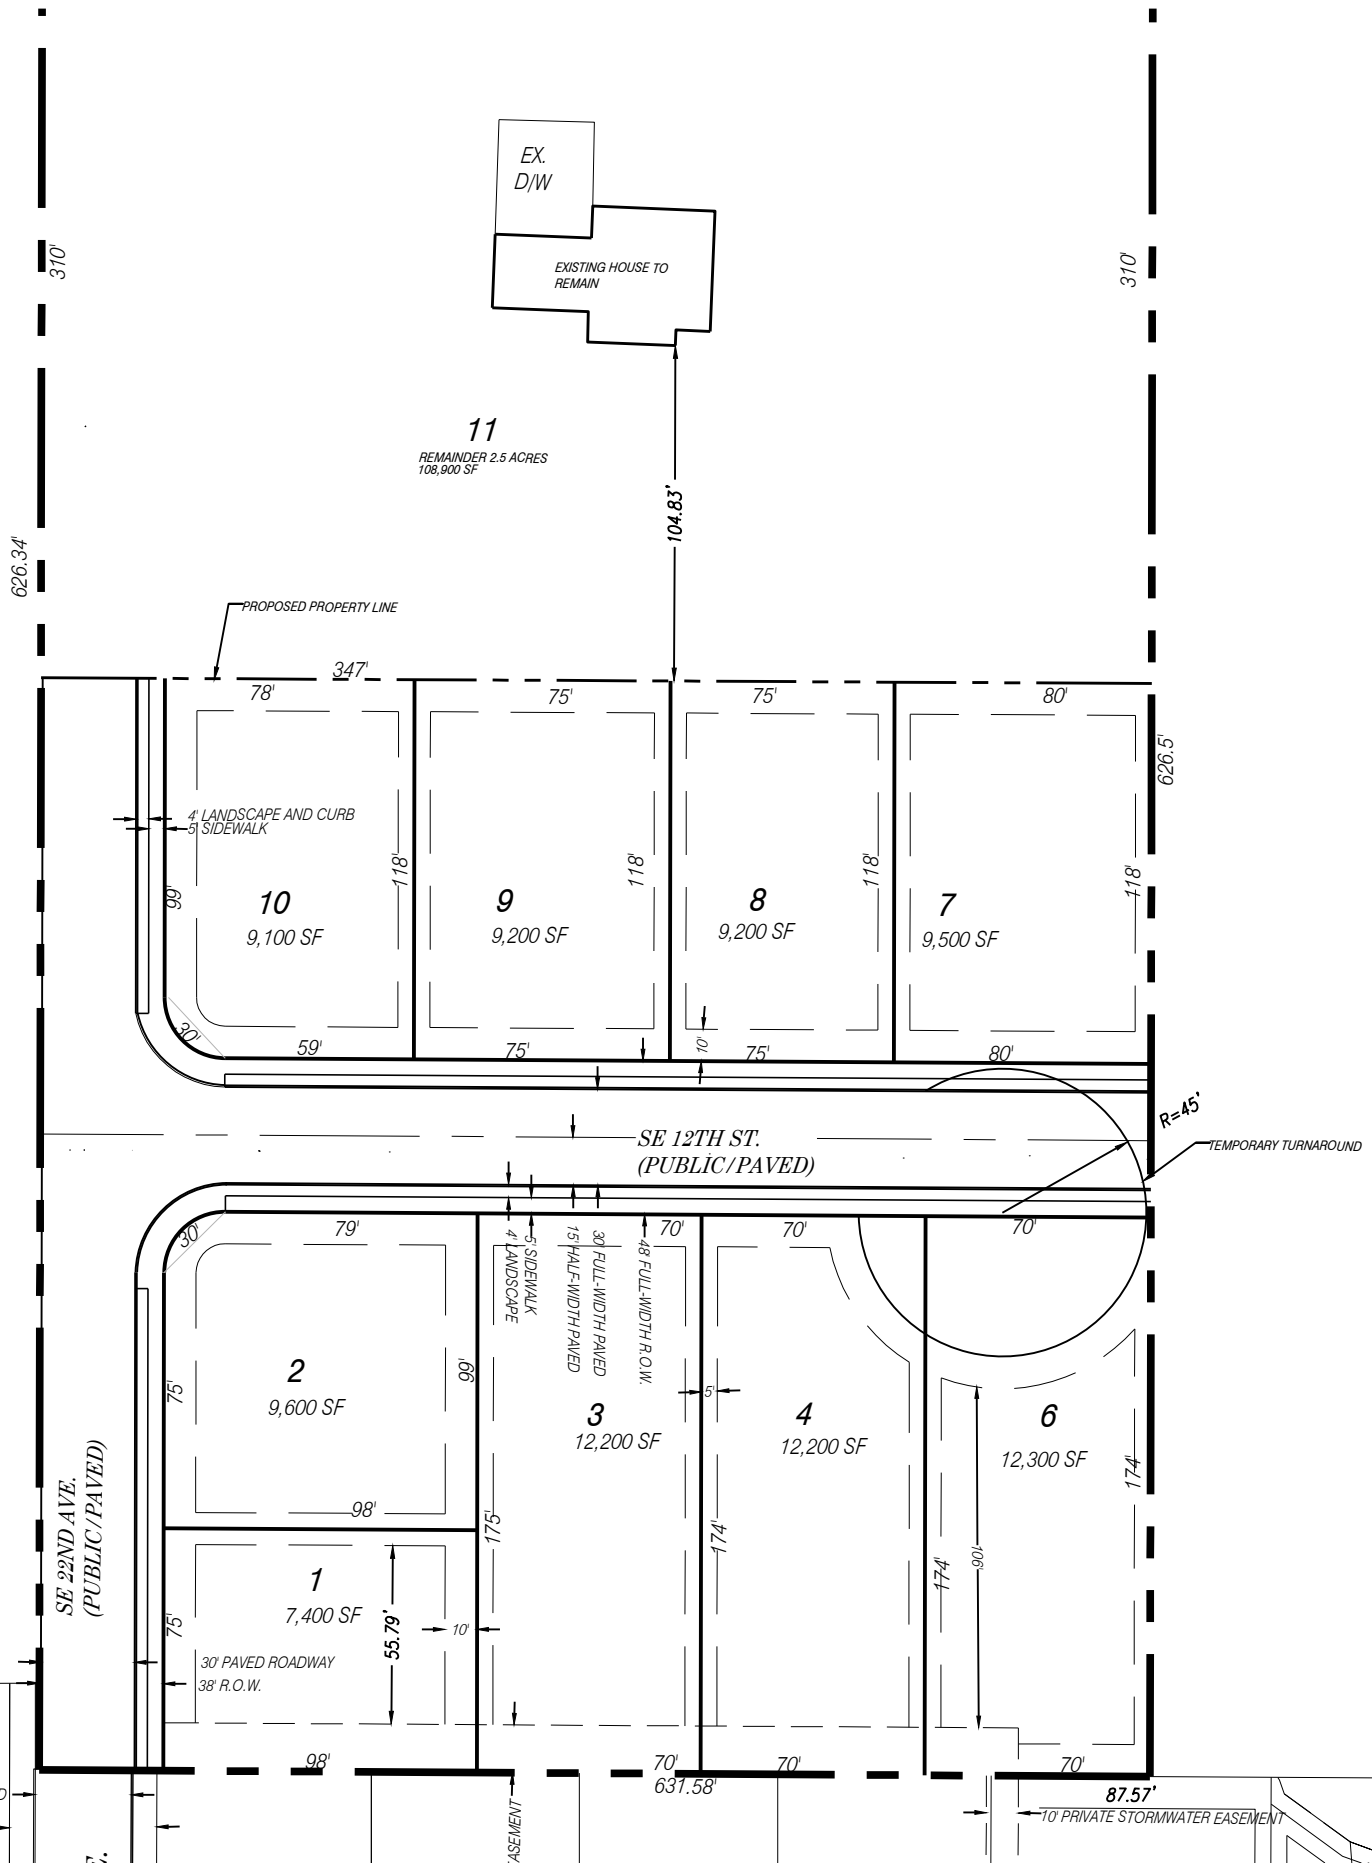 EX.
D/W
EXISTING HOUSE TO
REMAIN
310'
310'
11
REMAINDER 2.5 ACRES
108,900 SF
104.83'
626.34'
PROPOSED PROPERTY LINE
347'
78'
75'
75'
80'
626.5'
4' LANDSCAPE AND CURB
5' SIDEWALK
99'
118'
118'
118'
118'
10
9,100 SF
9
9,200 SF
8
9,200 SF
7
9,500 SF
30'
59'
75'
10'
75'
80'
R=45'
TEMPORARY TURNAROUND
SE 12TH ST.
(PUBLIC/PAVED)
30'
79'
70'
70'
70'
4' LANDSCAPE
5' SIDEWALK
15' HALF-WIDTH PAVED
30' FULL-WIDTH PAVED
48' FULL-WIDTH R.O.W.
2
9,600 SF
75'
99'
98'
3
12,200 SF
5'
4
12,200 SF
6
12,300 SF
174'
175'
174'
174'
106'
SE 22ND AVE.
(PUBLIC/PAVED)
1
7,400 SF
75'
55.79'
10'
30' PAVED ROADWAY
38' R.O.W.
98'
70'
70'
70'
631.58'
87.57'
10' PRIVATE STORMWATER EASEMENT